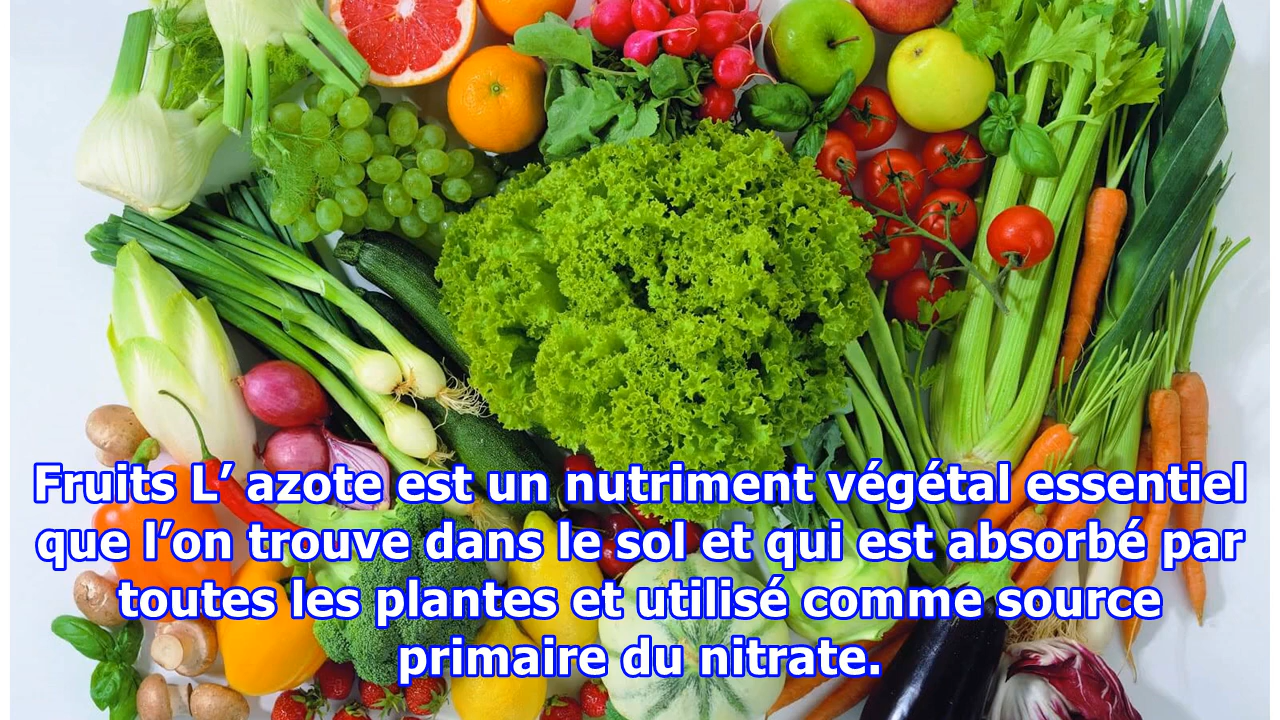 Fruits L’ azote est un nutriment végétal essentiel
que l’on trouve dans le sol et qui est absorbé par
toutes les plantes et utilisé comme source
primaire du nitrate.